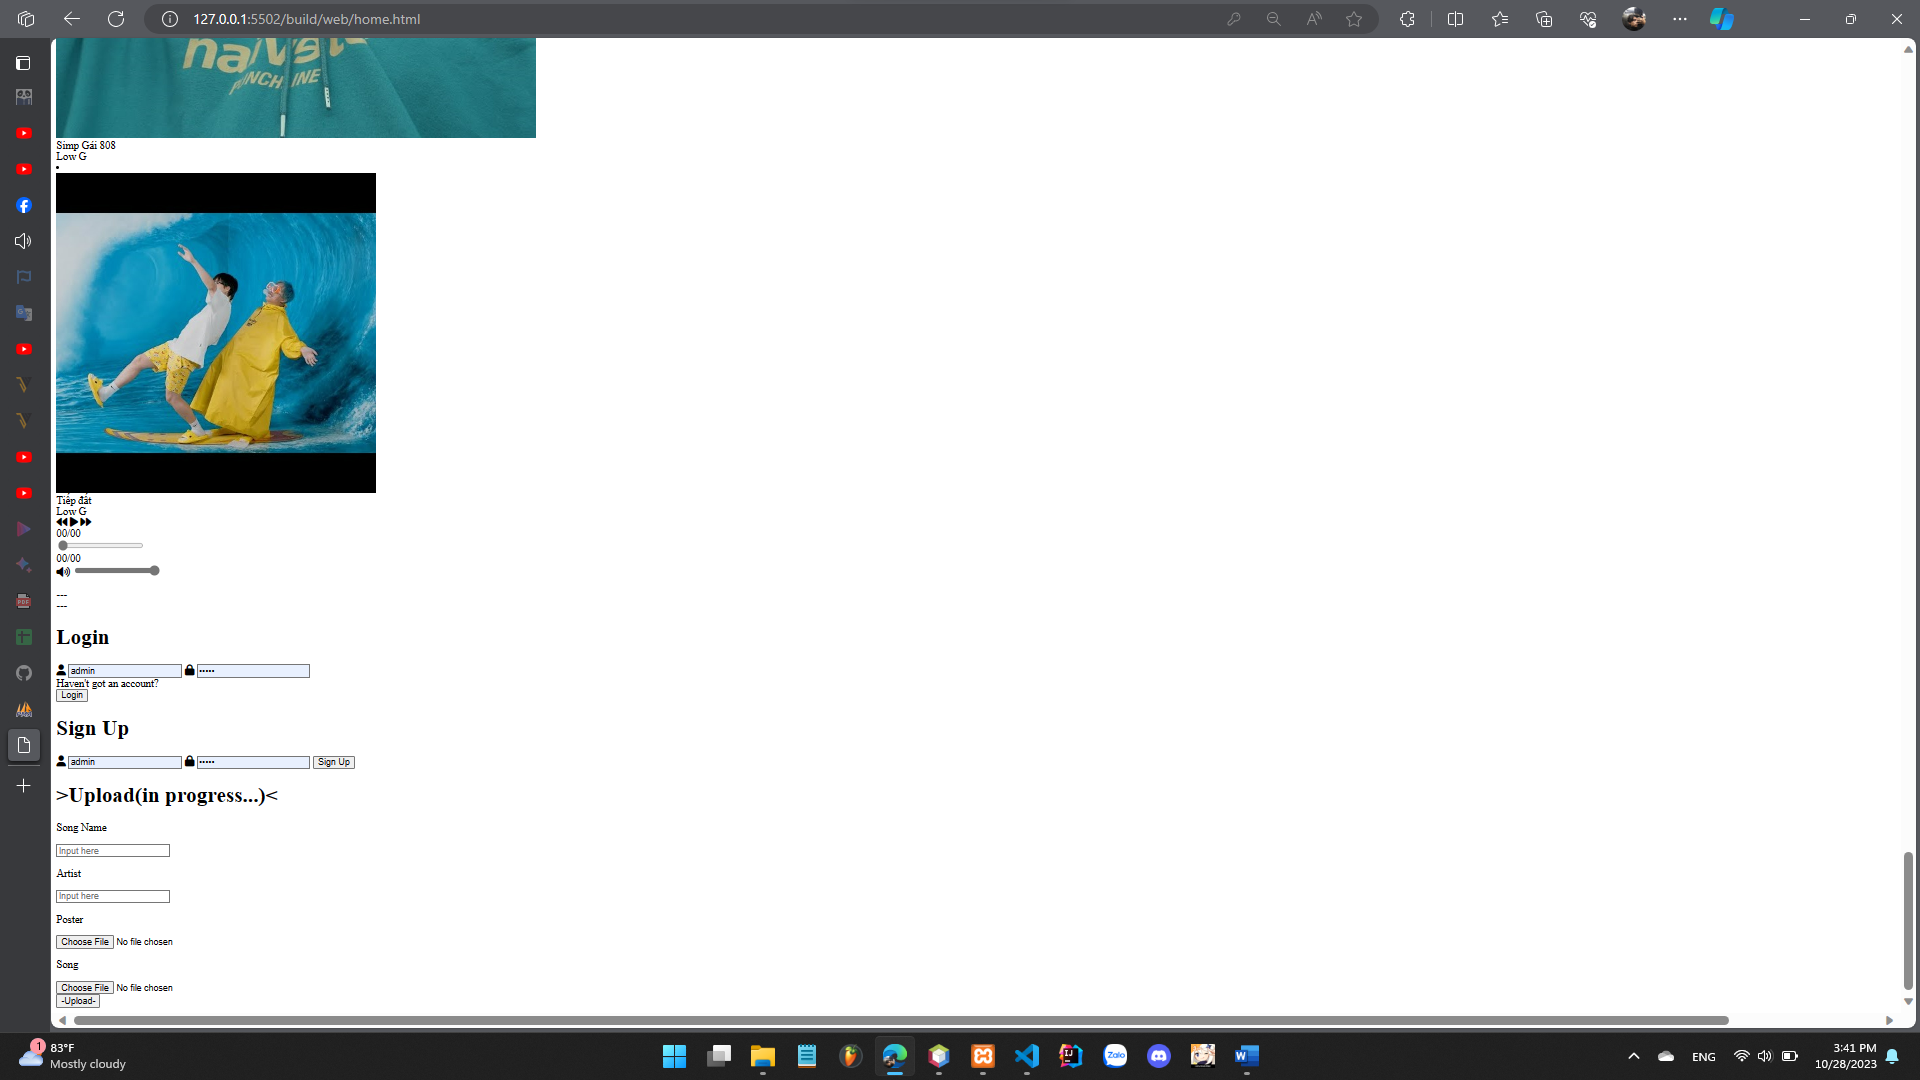 127.0.0.1:5502/build/web/home.html
Simp Gái 808
Low G
Tiếp đất
Low G
00/00
00/00
---
---
Login
admin
•••••
Haven't got an account?
Login
Sign Up
admin
•••••
Sign Up
>Upload(in progress...)<
Song Name
Input here
Artist
Input here
Poster
Choose File No file chosen
Song
Choose File No file chosen
-Upload-
1
83°F
Mostly cloudy
Zalo
ENG
3:41 PM
10/28/2023